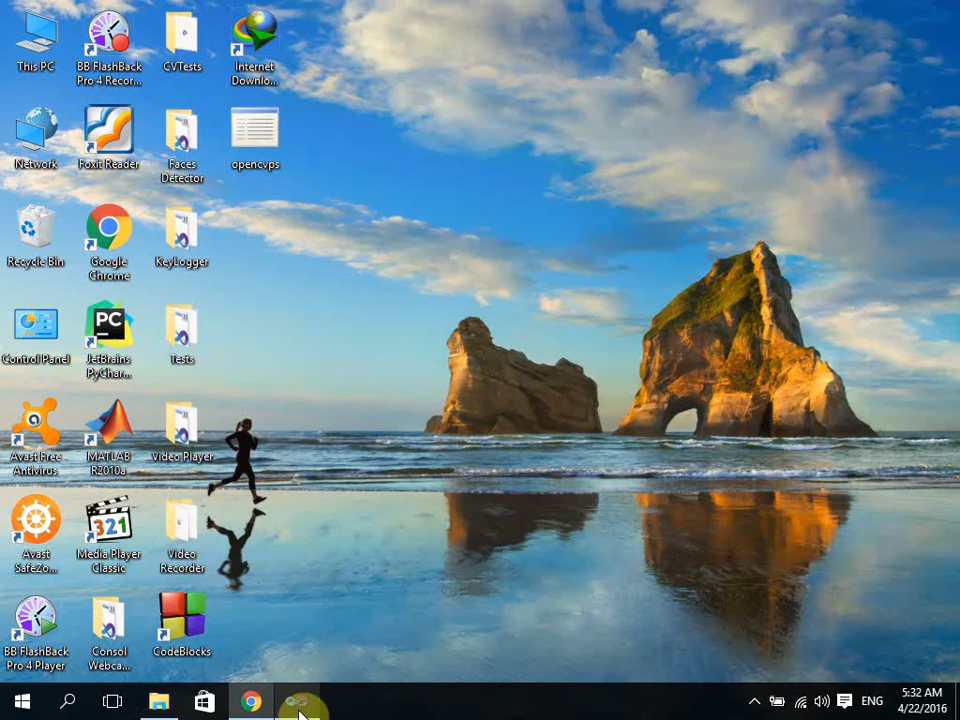 This PC
BB FlashBack
Pro 4 Recor...
CVTests
Internet
Downlo...
Network
Foxit Reader
Faces
Detector
opencvps
Recycle Bin
Google
Chrome
KeyLogger
Control Panel
PC
JetBrains
PyChar...
Tests
Avast Free
Antivirus
MATLAB
R2010a
Video Player
Avast
SafeZo...
321
Media Player
Classic
Video
Recorder
BB FlashBack
Pro 4 Player
Consol
Webca...
CodeBlocks
ENG
5:32 AM
4/22/2016